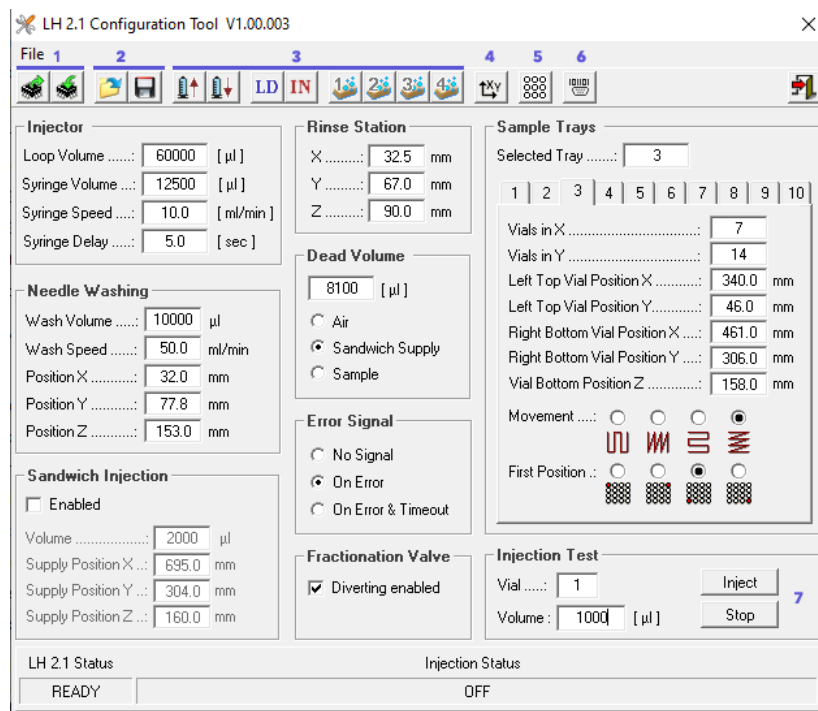 LH 2.1 Configuration Tool V1.00.003
File 1 2 3 4 5 6
LD IN 1 2 3 4 XY
Injector
Loop Volume ......: 60000 [ µl ]
Syringe Volume ...: 12500 [ µl ]
Syringe Speed ....: 10.0 [ ml/min ]
Syringe Delay .....: 5.0 [ sec ]
Needle Washing
Wash Volume .....: 10000 µl
Wash Speed ......: 50.0 ml/min
Position X ...........: 32.0 mm
Position Y ...........: 77.8 mm
Position Z ...........: 153.0 mm
Sandwich Injection
Enabled
Volume .................: 2000 µl
Supply Position X ..: 695.0 mm
Supply Position Y ..: 304.0 mm
Supply Position Z ..: 160.0 mm
Rinse Station
X .........: 32.5 mm
Y .........: 67.0 mm
Z .........: 90.0 mm
Dead Volume
8100 [ µl ]
Air
Sandwich Supply
Sample
Error Signal
No Signal
On Error
On Error & Timeout
Fractionation Valve
Diverting enabled
Sample Trays
Selected Tray ......: 3
1 2 3 4 5 6 7 8 9 10
Vials in X ...............................: 7
Vials in Y ...............................: 14
Left Top Vial Position X ..........: 340.0 mm
Left Top Vial Position Y ..........: 46.0 mm
Right Bottom Vial Position X ....: 461.0 mm
Right Bottom Vial Position Y ....: 306.0 mm
Vial Bottom Position Z ............: 158.0 mm
Movement ....:
First Position .:
Injection Test
Vial .....: 1 Inject
7
Volume : 1000 [ µl ] Stop
LH 2.1 Status Injection Status
READY OFF